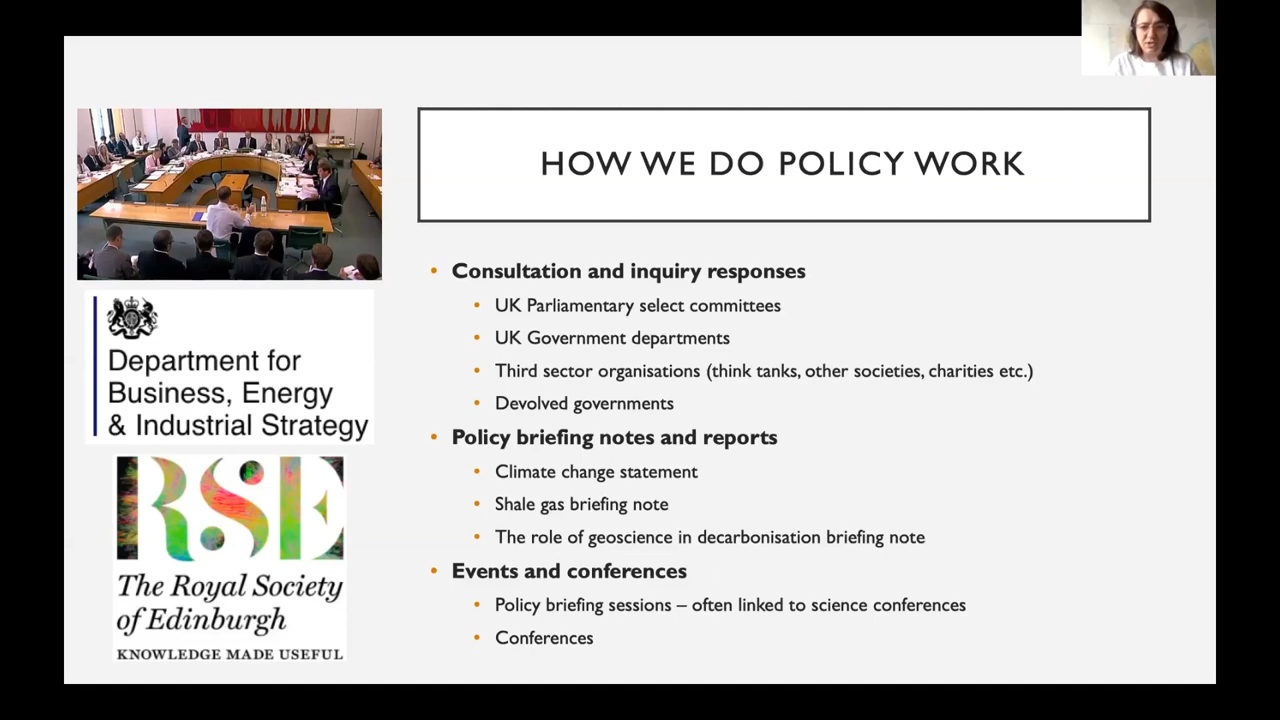 HOW WE DO POLICY WORK
• Consultation and inquiry responses
• UK Parliamentary select committees
• UK Government departments
• Third sector organisations (think tanks, other societies, charities etc.)
• Devolved governments
• Policy briefing notes and reports
• Climate change statement
• Shale gas briefing note
• The role of geoscience in decarbonisation briefing note
• Events and conferences
• Policy briefing sessions – often linked to science conferences
• Conferences
Department for
Business, Energy
& Industrial Strategy
RSE
The Royal Society
of Edinburgh
KNOWLEDGE MADE USEFUL